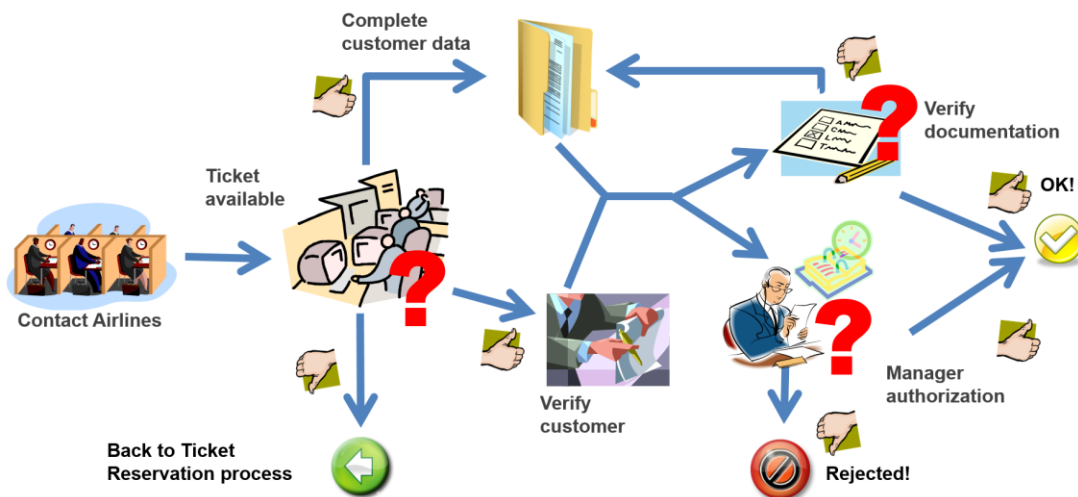 Complete
customer data
Verify
documentation
Ticket
available
OK!
Contact Airlines
Verify
customer
Manager
authorization
Back to Ticket
Reservation process
Rejected!